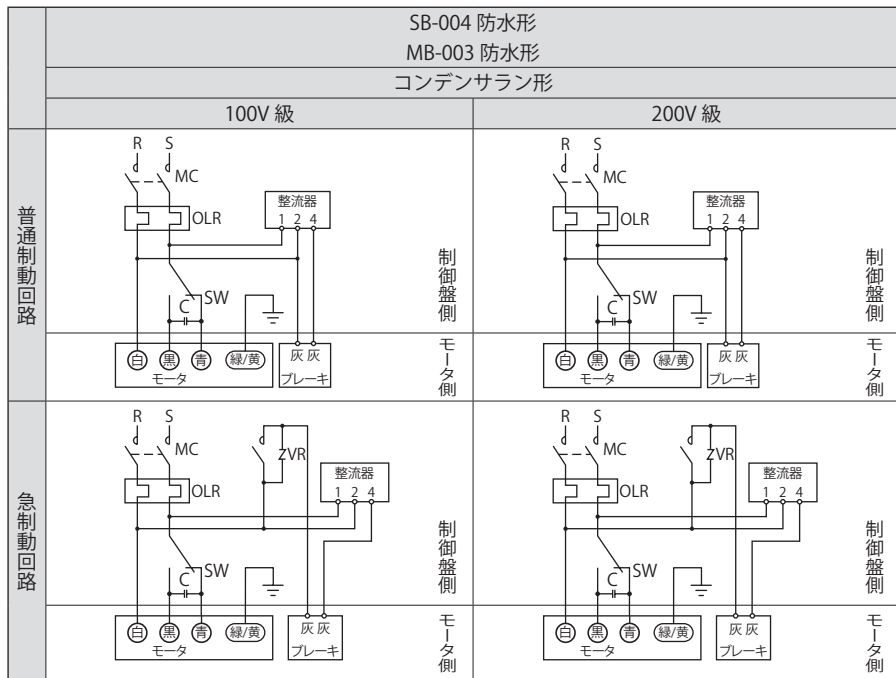 SB-004 防水形
MB-003 防水形
コンデンサラン形
100V 級
200V 級
普通制動回路
R S
MC
OLR
整流器
1 2 4
SW
C
制御盤側
白 黒 青 緑/黄
モータ
灰 灰
ブレーキ
モータ側
R S
MC
OLR
整流器
1 2 4
SW
C
制御盤側
白 黒 青 緑/黄
モータ
灰 灰
ブレーキ
モータ側
急制動回路
R S
MC
VR
OLR
整流器
1 2 4
SW
C
制御盤側
白 黒 青 緑/黄
モータ
灰 灰
ブレーキ
モータ側
R S
MC
VR
OLR
整流器
1 2 4
SW
C
制御盤側
白 黒 青 緑/黄
モータ
灰 灰
ブレーキ
モータ側